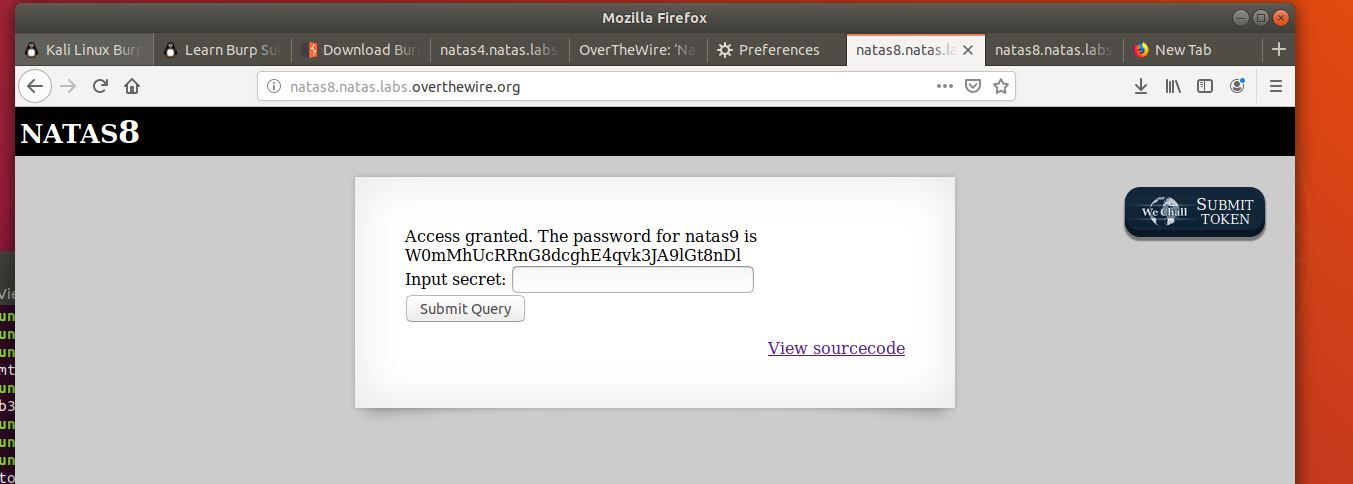 Mozilla Firefox
Kali Linux Burp
Learn Burp Sui
Download Bur
natas4.natas.labs
OverTheWire: 'Na
Preferences
natas8.natas.la
natas8.natas.labs
New Tab
natas8.natas.labs.overthewire.org
NATAS8
We Chall
SUBMIT
TOKEN
Access granted. The password for natas9 is
W0mMhUcRRnG8dcghE4qvk3JA9lGt8nDl
Input secret:
Submit Query
View sourcecode
Vie
un
un
un
mt
un
b3
un
un
un
to